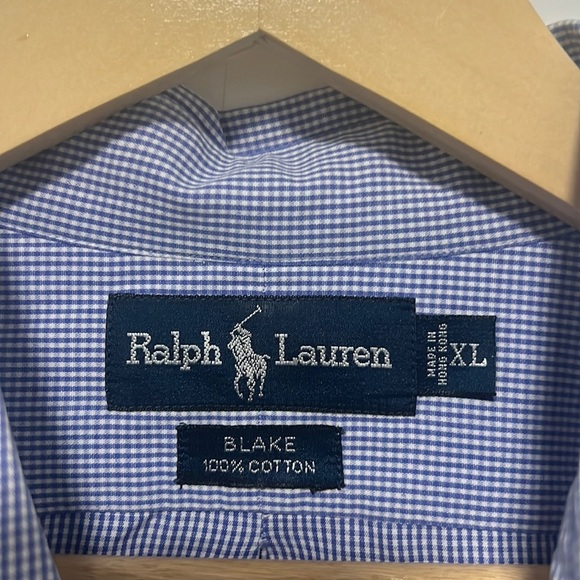 Ralph Lauren
MADE IN
HONG KONG
XL
BLAKE
100% COTTON